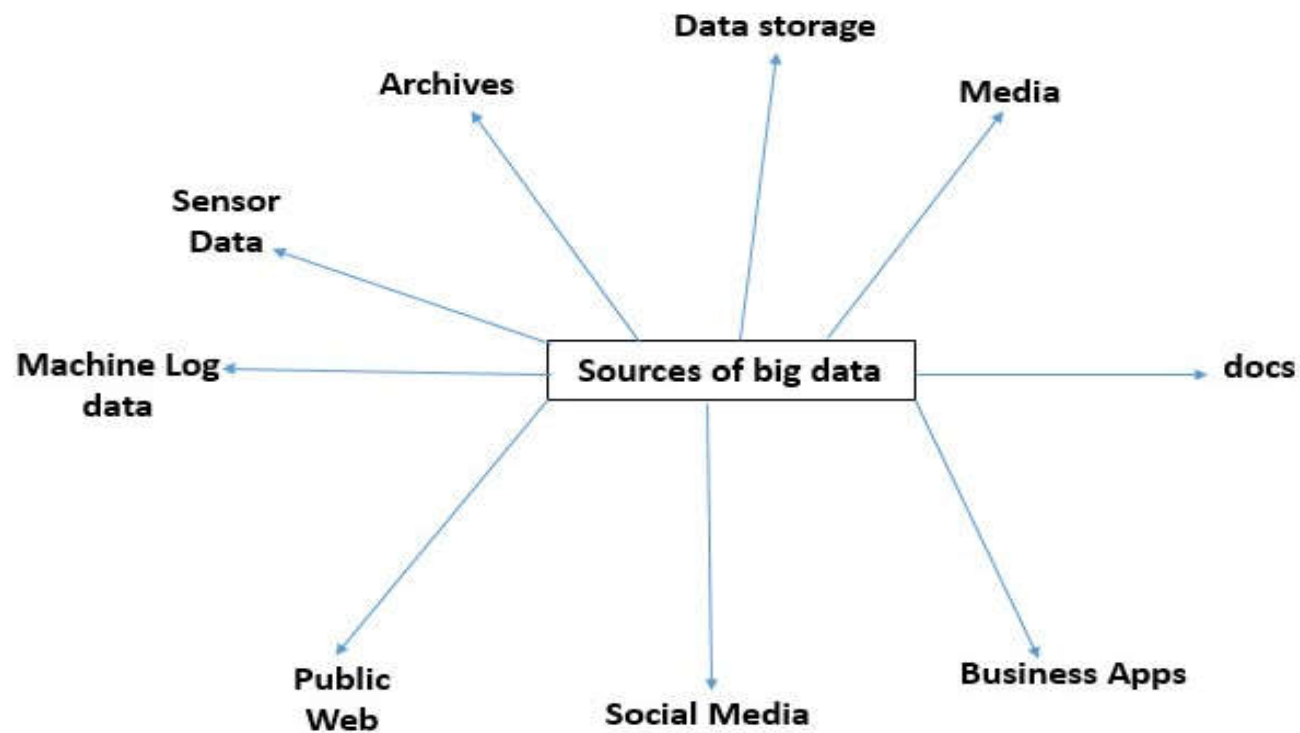 Data storage
Archives
Media
Sensor
Data
Machine Log
data
Sources of big data
docs
Public
Web
Social Media
Business Apps